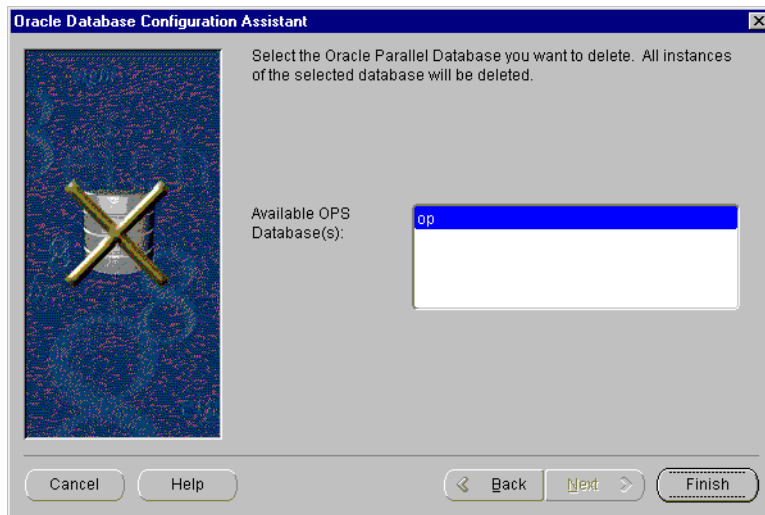 Oracle Database Configuration Assistant
Select the Oracle Parallel Database you want to delete. All instances
of the selected database will be deleted.
Available OPS
Database(s):
op
Cancel
Help
Back
Next
Finish